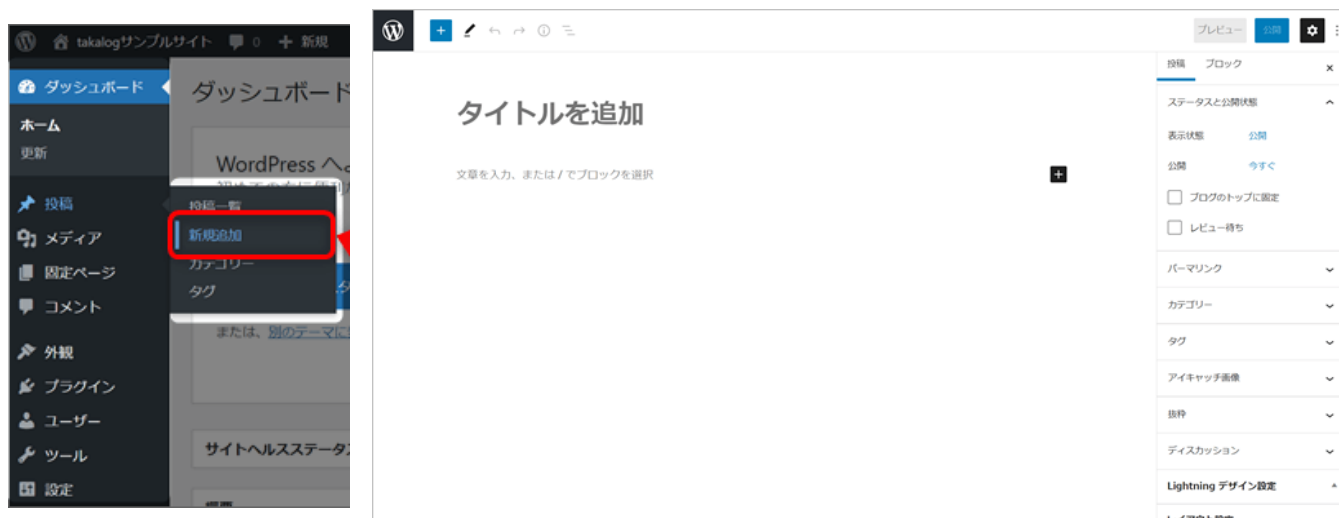 takalogサンプルサイト 0 + 新規
ダッシュボード
ホーム
更新
投稿
メディア
固定ページ
コメント
外観
プラグイン
ユーザー
ツール
設定
ダッシュボード
WordPress へ
投稿一覧
新規追加
カテゴリー
タグ
または、別のテーマに
サイトヘルスステータス
概要
プレビュー 公開
タイトルを追加
文章を入力、または / でブロックを選択
投稿 ブロック
ステータスと公開状態
表示状態 公開
公開 今すぐ
ブログのトップに固定
レビュー待ち
パーマリンク
カテゴリー
タグ
アイキャッチ画像
抜粋
ディスカッション
Lightning デザイン設定
レイアウト設定